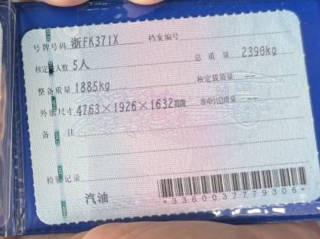 号牌号码 浙FK371X 档案编号
核定载人数 5人 总质量 2390kg
整备质量 1885kg 核定载质量 --
外廓尺寸 4763×1926×1632mm 准牵引总质量 --
备注
检验记录
汽油
*3360037779306*